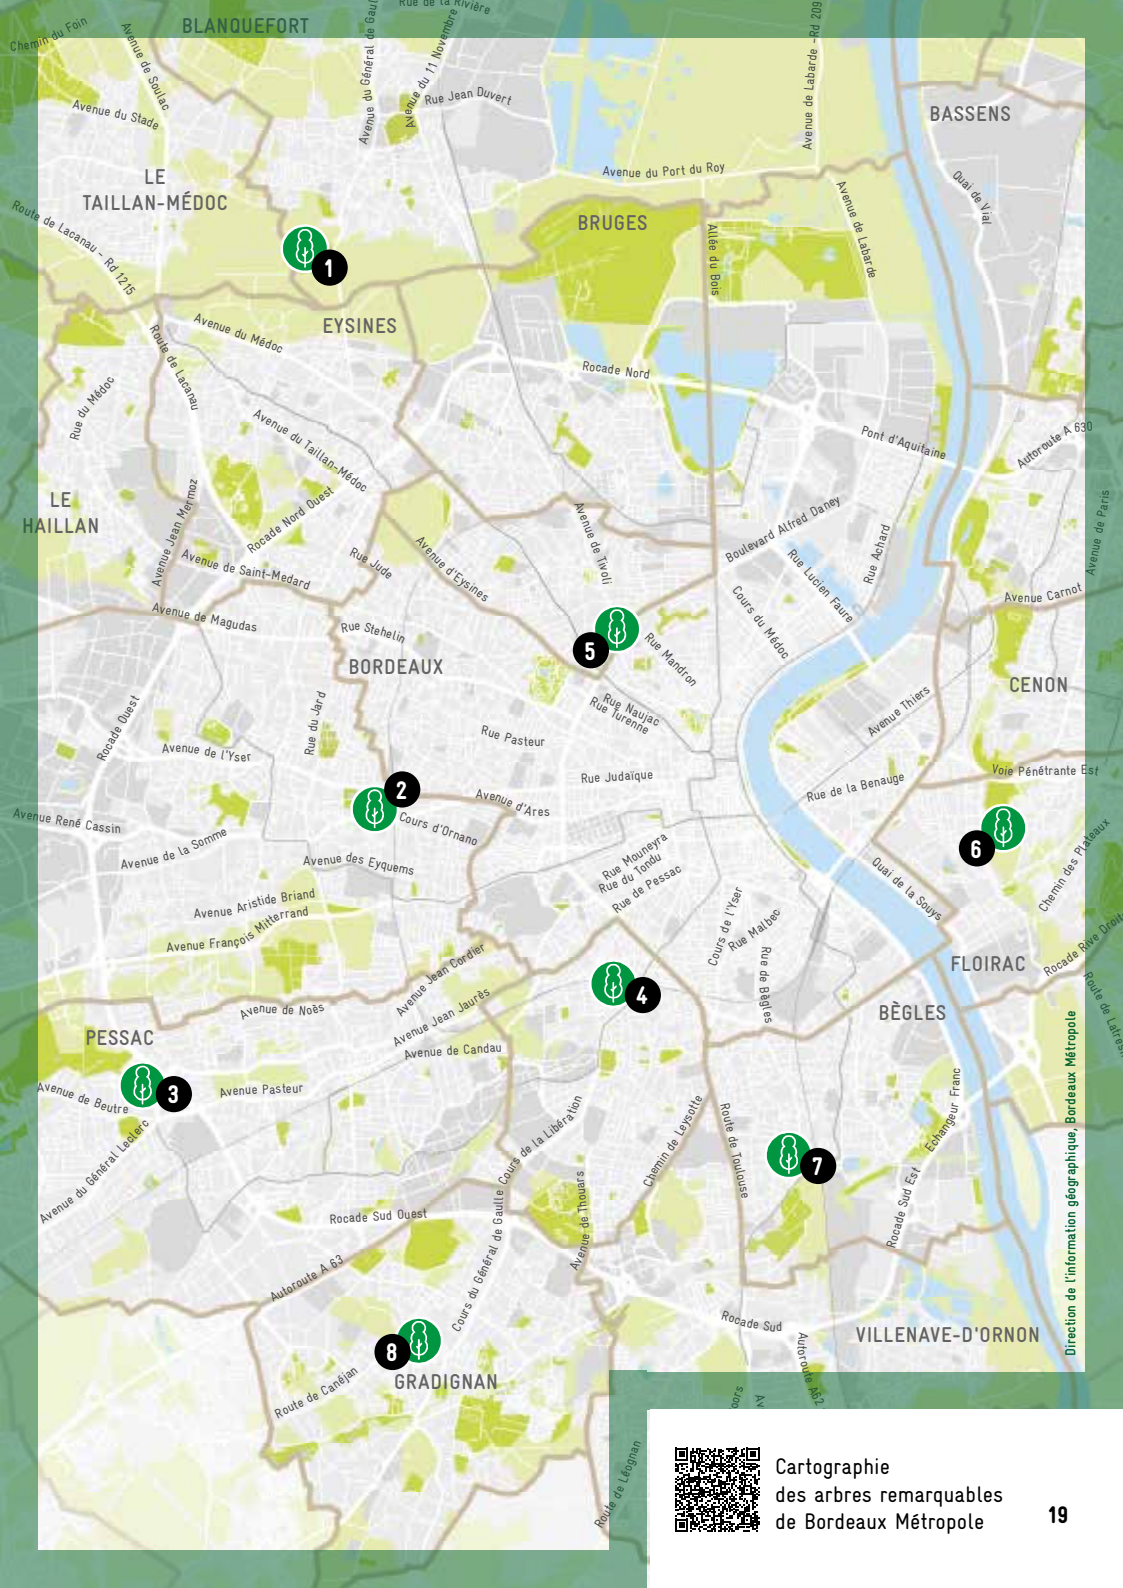 Chemin du Foin
BLANQUEFORT
Rue de la Rivière
Avenue de Soulac
Avenue du 11 Novembre
Rue Jean Duvert
Avenue de Labarde -Rd 209
BASSENS
Avenue du Stade
LE
TAILLAN-MÉDOC
Avenue du Port du Roy
Quai de Vial
Route de Lacanau - Rd 1215
BRUGES
Avenue de Labarde
Allée du Bois
1
EYSINES
Avenue du Médoc
Route de Lacanau
Rocade Nord
Rue du Médoc
Avenue du Taillan-Médoc
Pont d'Aquitaine
Autoroute A 630
LE
HAILLAN
Avenue Jean Mermoz
Rocade Nord Ouest
Avenue de Saint-Medard
Rue Jude
Avenue d'Eysines
Avenue de Tivoli
Boulevard Alfred Daney
Rue Lucien Faure
Rue Achard
Avenue de Paris
Avenue Carnot
Cours du Médoc
Avenue de Magudas
Rue Stehelin
BORDEAUX
5
Rue Mandron
CENON
Rue Naujac
Rue Turenne
Rocade Ouest
Rue du Jard
Avenue de l'Yser
Rue Pasteur
Avenue Thiers
Rue Judaïque
Voie Pénétrante Est
Rue de la Benauge
2
Avenue d'Ares
Cours d'Ornano
Avenue René Cassin
Avenue de la Somme
Avenue des Eyquems
6
Chemin des Plateaux
Rue Mouneyra
Rue du Tondu
Rue de Pessac
Quai de la Souys
Avenue Aristide Briand
Avenue François Mitterrand
Cours de l'Yser
Rue Malbec
Rue de Bègles
Avenue Jean Cordier
FLOIRAC
Rocade Rive Droit
4
Avenue Jean Jaurès
Avenue de Noès
BÈGLES
PESSAC
Avenue de Candau
3
Avenue Pasteur
Avenue de Beutre
Avenue du Général Leclerc
Cours de la Libération
Chemin de Leysotte
Route de Toulouse
Echangeur Franc
7
Rocade Sud Est
Avenue de Thouars
Rocade Sud Ouest
Cours du Général de Gaulle
Autoroute A 63
Rocade Sud
Autoroute A62
VILLENAVE-D'ORNON
8
GRADIGNAN
Route de Canéjan
Route de Léognan
Direction de l'information géographique, Bordeaux Métropole
Cartographie
des arbres remarquables
de Bordeaux Métropole
19